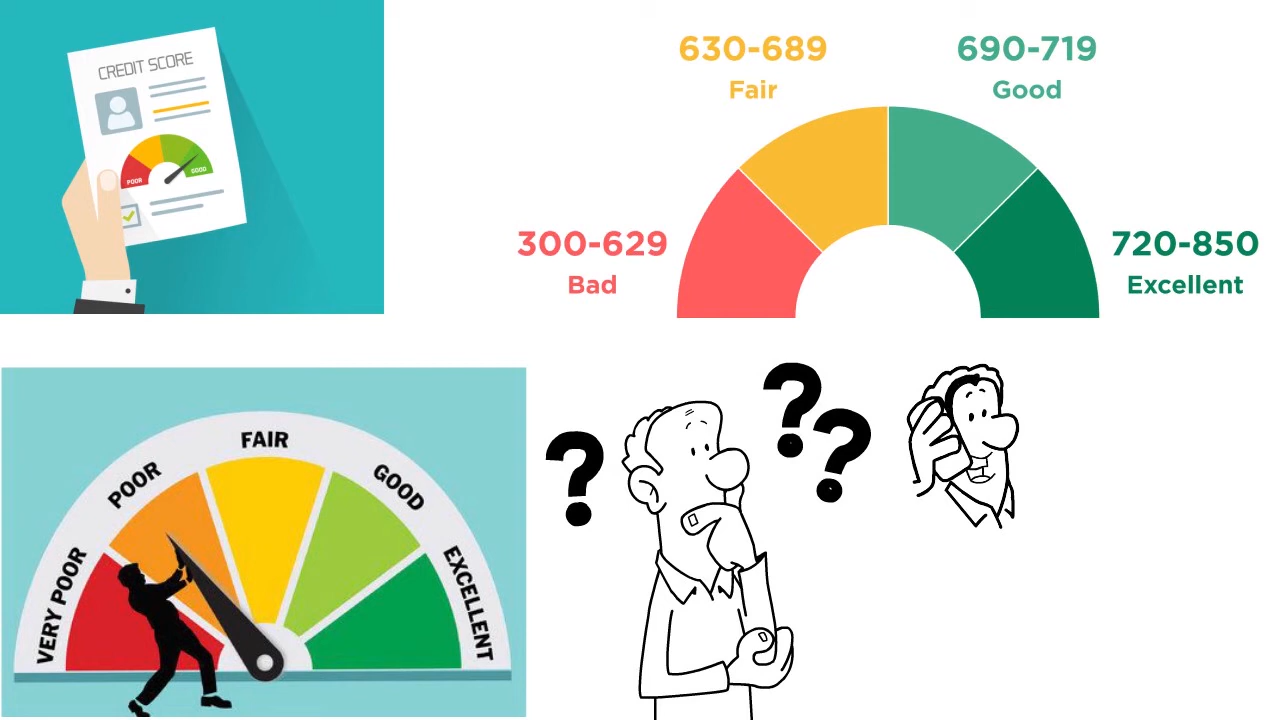 CREDIT SCORE
POOR
GOOD
630-689
Fair
690-719
Good
300-629
Bad
720-850
Excellent
VERY POOR
POOR
FAIR
GOOD
EXCELLENT
?
?
?